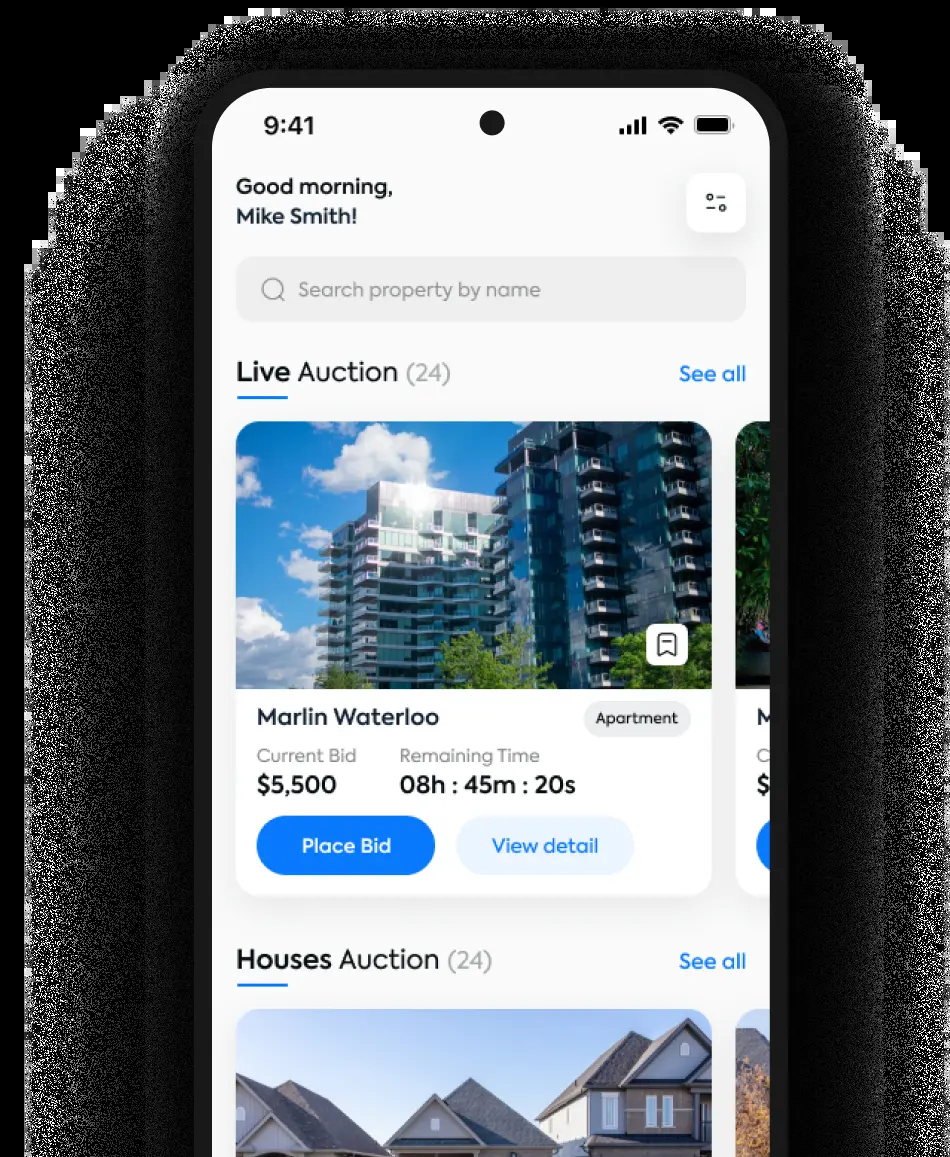 9:41
Good morning,
Mike Smith!
Search property by name
Live Auction (24)
See all
Marlin Waterloo
Apartment
Current Bid
Remaining Time
$5,500
08h : 45m : 20s
Place Bid
View detail
Houses Auction (24)
See all